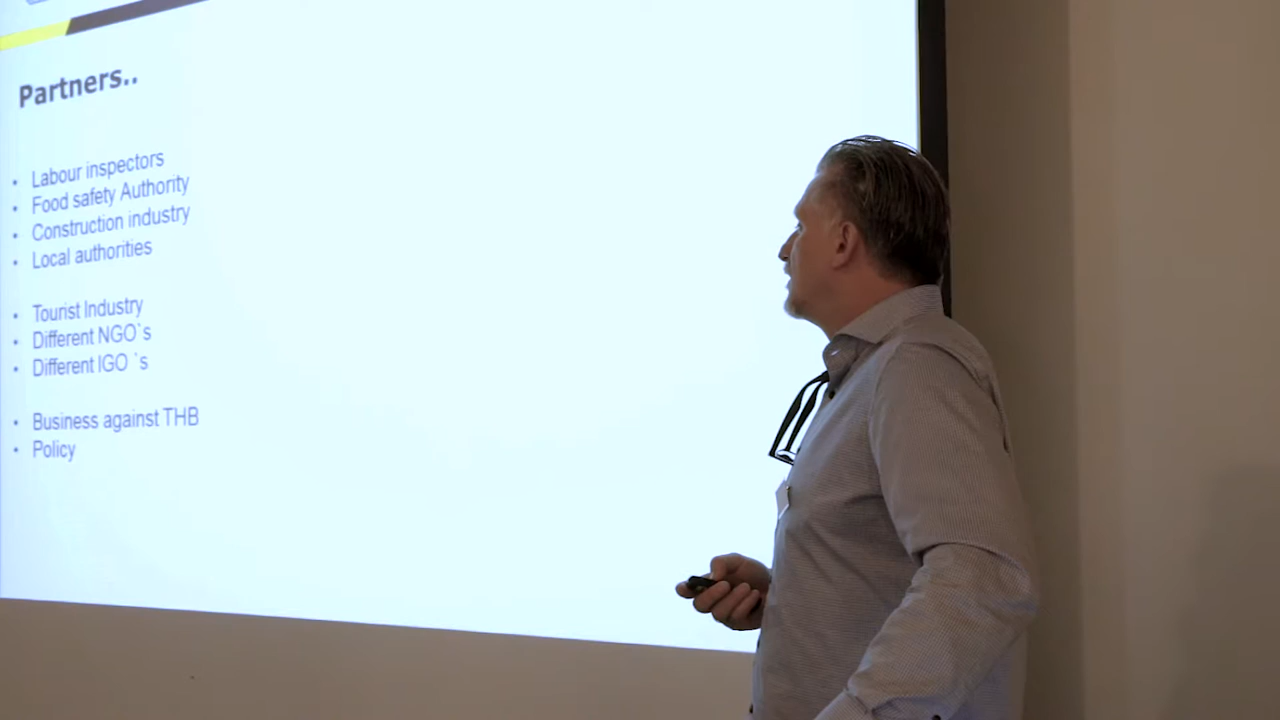 Partners..
• Labour inspectors
• Food safety Authority
• Construction industry
• Local authorities
• Tourist Industry
• Different NGO`s
• Different IGO `s
• Business against THB
• Policy